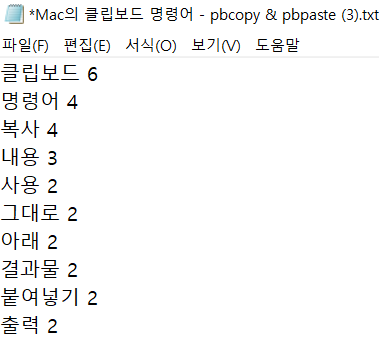 *Mac의 클립보드 명령어 - pbcopy & pbpaste (3).txt
파일(F) 편집(E) 서식(O) 보기(V) 도움말
클립보드 6
명령어 4
복사 4
내용 3
사용 2
그대로 2
아래 2
결과물 2
붙여넣기 2
출력 2